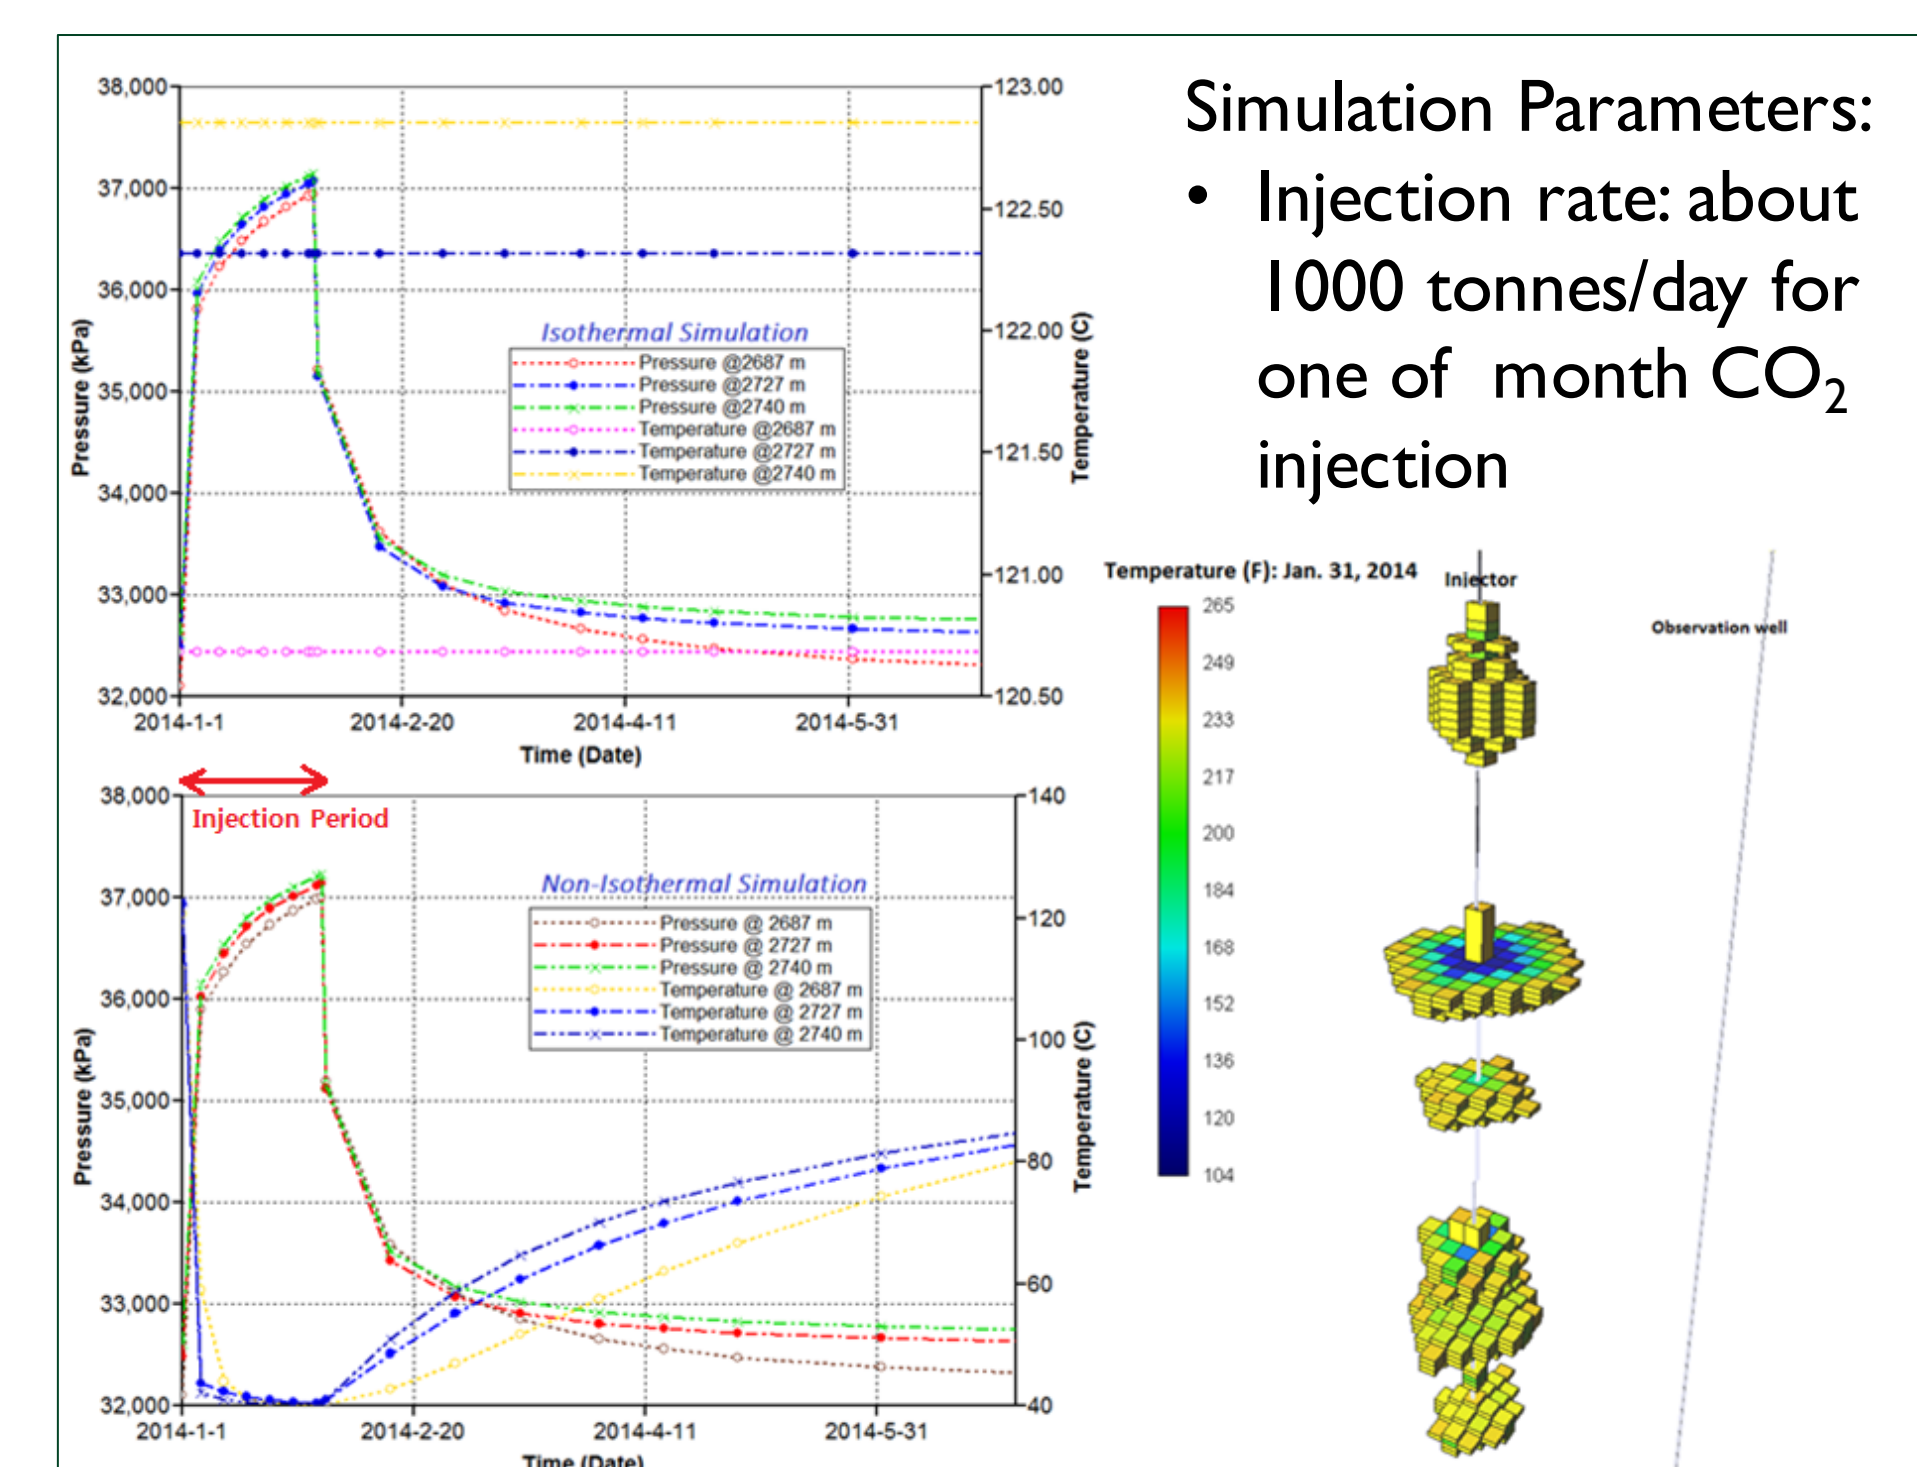 38,000
37,000
36,000
35,000
34,000
33,000
32,000
Pressure (kPa)
123.00
122.50
122.00
121.50
121.00
120.50
Temperature (C)
Isothermal Simulation
Pressure @2687 m
Pressure @2727 m
Pressure @2740 m
Temperature @2687 m
Temperature @2727 m
Temperature @2740 m
2014-1-1 2014-2-20 2014-4-11 2014-5-31
Time (Date)
Simulation Parameters:
• Injection rate: about
1000 tonnes/day for
one of month CO₂
injection
Injection Period
38,000
37,000
36,000
35,000
34,000
33,000
32,000
Pressure (kPa)
140
120
100
80
60
40
Temperature (C)
Non-Isothermal Simulation
Pressure @ 2687 m
Pressure @ 2727 m
Pressure @ 2740 m
Temperature @ 2687 m
Temperature @ 2727 m
Temperature @ 2740 m
2014-1-1 2014-2-20 2014-4-11 2014-5-31
Time (Date)
Temperature (F): Jan. 31, 2014
Injector
Observation well
265
249
233
217
200
184
168
152
136
120
104